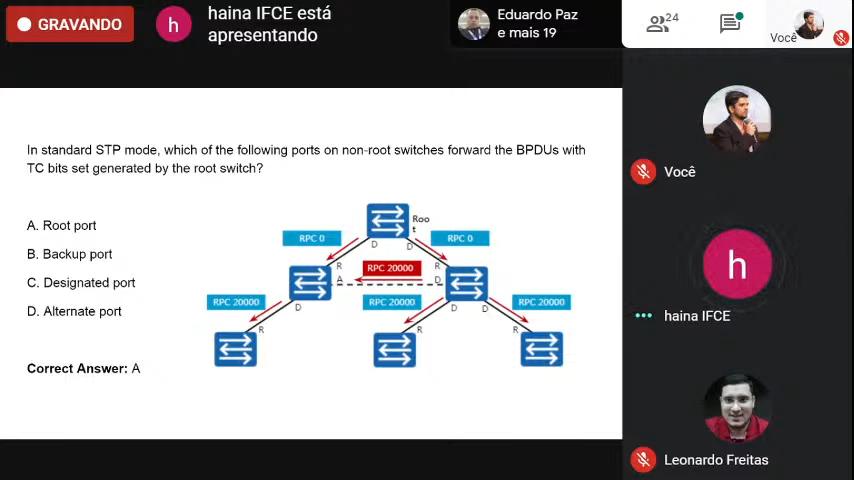 GRAVANDO
h
haina IFCE está
apresentando
Eduardo Paz
e mais 19
24
Você
In standard STP mode, which of the following ports on non-root switches forward the BPDUs with
TC bits set generated by the root switch?
A. Root port
B. Backup port
C. Designated port
D. Alternate port
Correct Answer: A
Roo
t
RPC 0
RPC 0
D
D
R
R
RPC 20000
A
D
RPC 20000
RPC 20000
RPC 20000
D
D
D
R
R
R
Você
h
haina IFCE
Leonardo Freitas